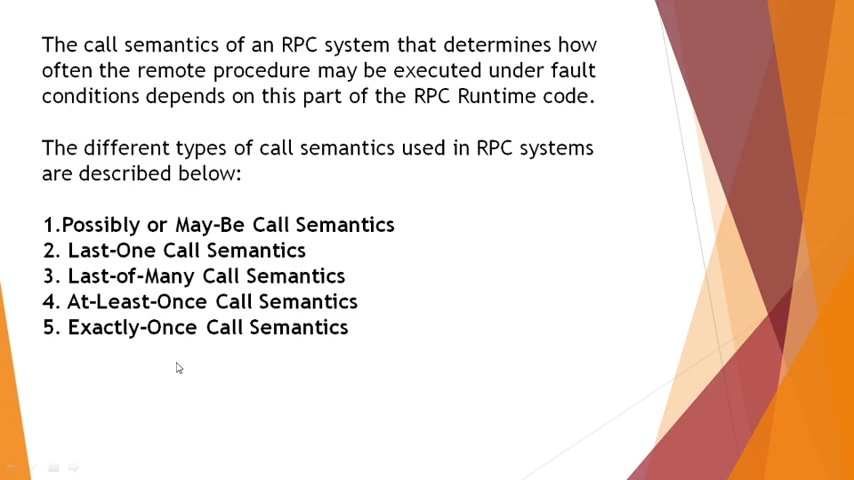 The call semantics of an RPC system that determines how
often the remote procedure may be executed under fault
conditions depends on this part of the RPC Runtime code.
The different types of call semantics used in RPC systems
are described below:
1.Possibly or May-Be Call Semantics
2. Last-One Call Semantics
3. Last-of-Many Call Semantics
4. At-Least-Once Call Semantics
5. Exactly-Once Call Semantics